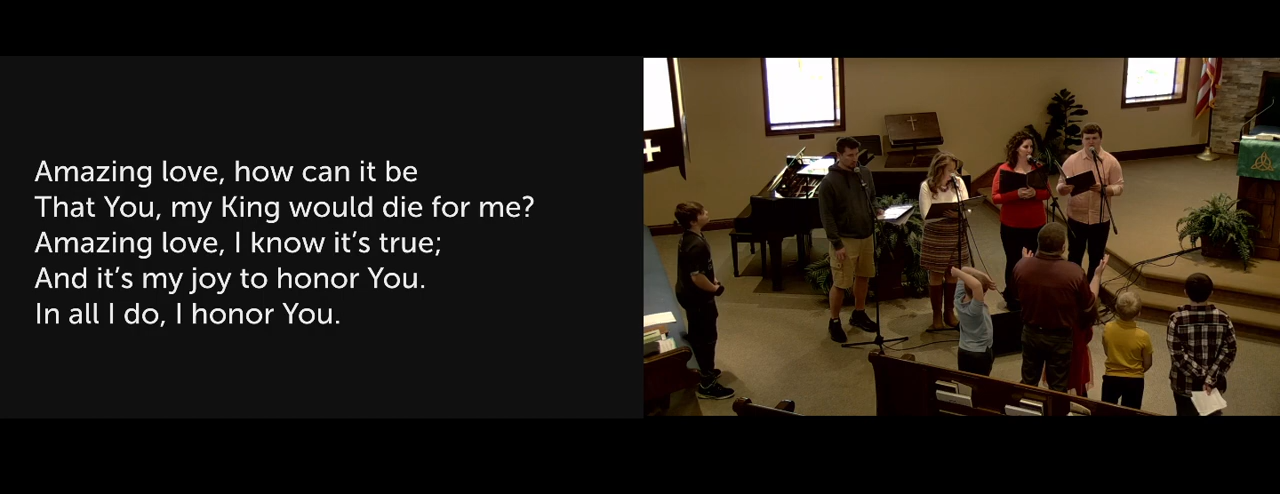 Amazing love, how can it be
That You, my King would die for me?
Amazing love, I know it's true;
And it's my joy to honor You.
In all I do, I honor You.